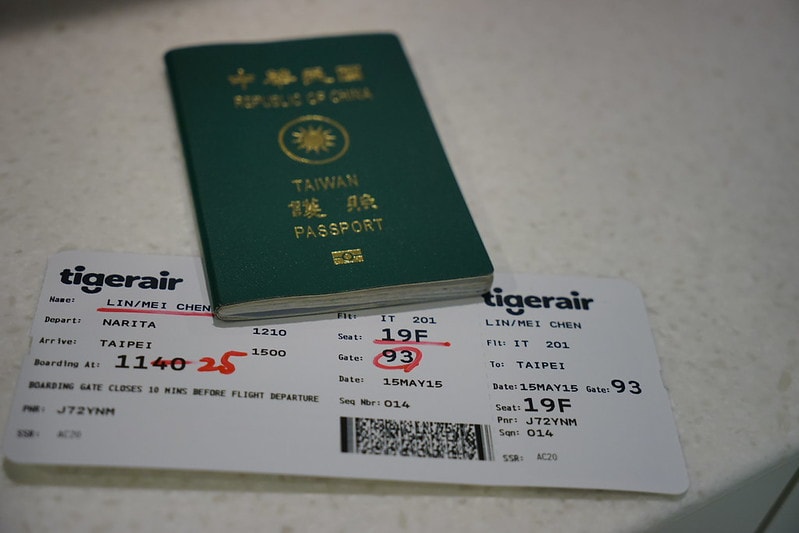 中華民國
REPUBLIC OF CHINA
TAIWAN
護 照
PASSPORT
tigerair
Name: LIN/MEI CHEN
Depart: NARITA 1210
Arrive: TAIPEI 1500
Boarding At: 1140 25
BOARDING GATE CLOSES 10 MINS BEFORE FLIGHT DEPARTURE
PNR: J72YNM
SSR: AC20
Flt: IT 201
Seat: 19F
Gate: 93
Date: 15MAY15
Seq Nbr: 014
tigerair
LIN/MEI CHEN
Flt: IT 201
To: TAIPEI
Date: 15MAY15 Gate: 93
Seat: 19F
Pnr: J72YNM
Sqn: 014
SSR: AC20